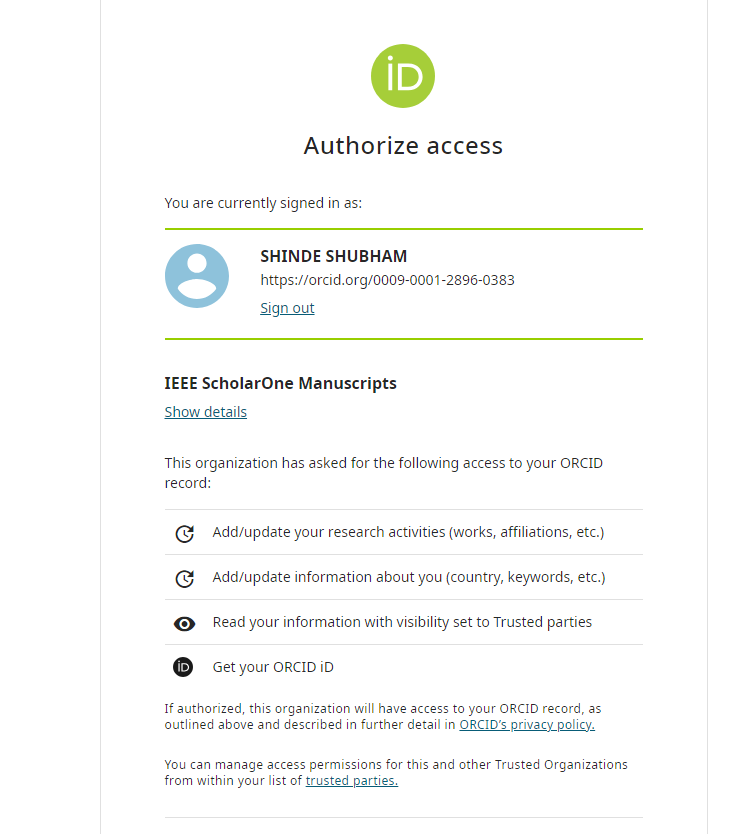 iD
Authorize access
You are currently signed in as:
SHINDE SHUBHAM
https://orcid.org/0009-0001-2896-0383
Sign out
IEEE ScholarOne Manuscripts
Show details
This organization has asked for the following access to your ORCID
record:
Add/update your research activities (works, affiliations, etc.)
Add/update information about you (country, keywords, etc.)
Read your information with visibility set to Trusted parties
iD Get your ORCID iD
If authorized, this organization will have access to your ORCID record, as
outlined above and described in further detail in ORCID’s privacy policy.
You can manage access permissions for this and other Trusted Organizations
from within your list of trusted parties.